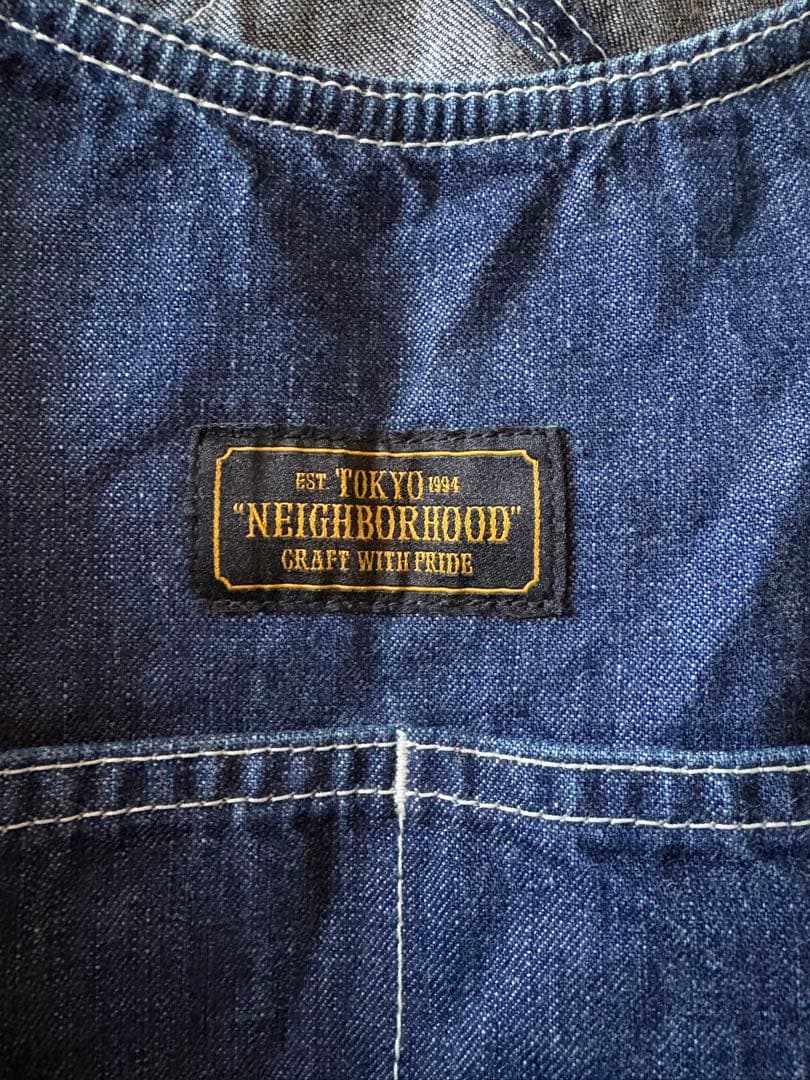 EST. TOKYO 1994
"NEIGHBORHOOD"
CRAFT WITH PRIDE